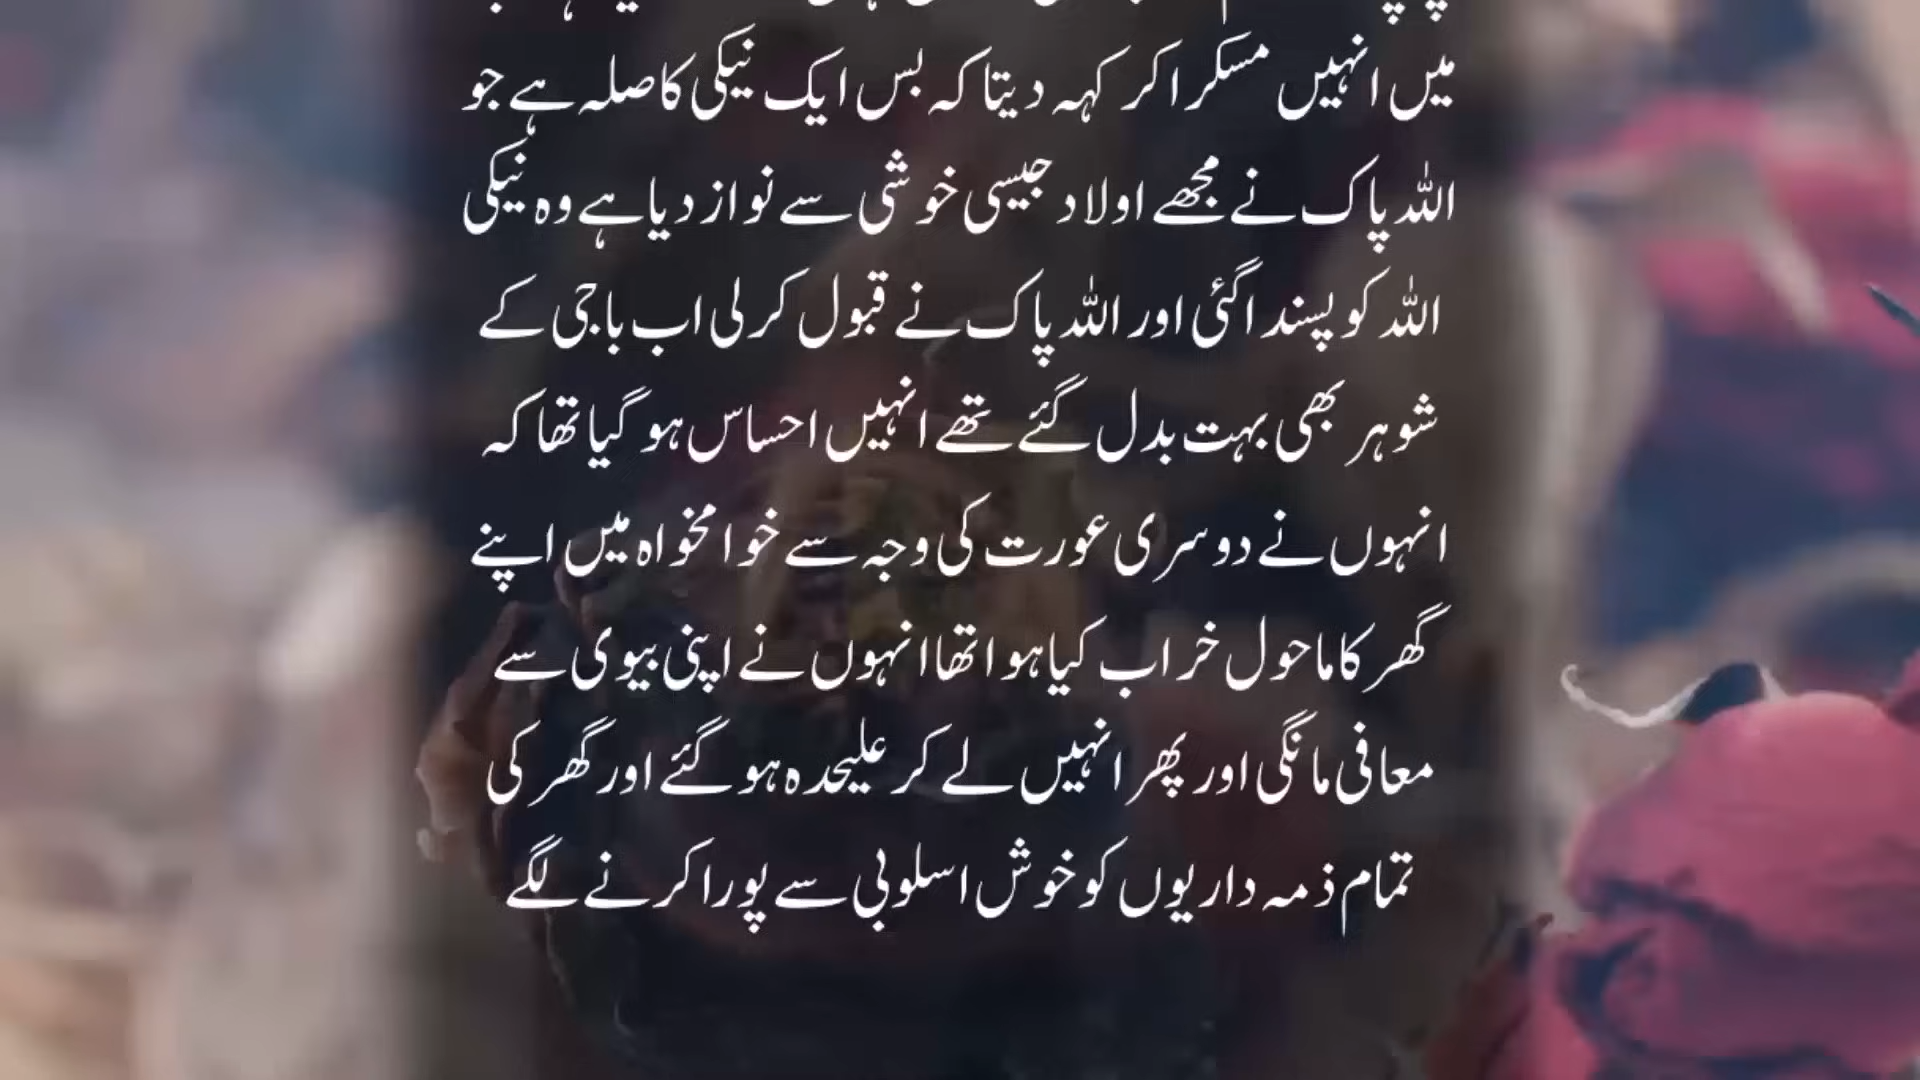 میں انہیں مسکرا کر کہہ دیتا کہ بس ایک نیکی کا صلہ ہے جو
اللہ پاک نے مجھے اولاد جیسی خوشی سے نواز دیا ہے وہ نیکی
اللہ کو پسند اگئی اور اللہ پاک نے قبول کر لی اب باجی کے
شوہر بھی بہت بدل گئے تھے انہیں احساس ہو گیا تھا کہ
انہوں نے دوسری عورت کی وجہ سے خوامخواہ میں اپنے
گھر کا ماحول خراب کیا ہوا تھا انہوں نے اپنی بیوی سے
معافی مانگی اور پھر انہیں لے کر علیحدہ ہو گئے اور گھر کی
تمام ذمہ داریوں کو خوش اسلوبی سے پورا کرنے لگے